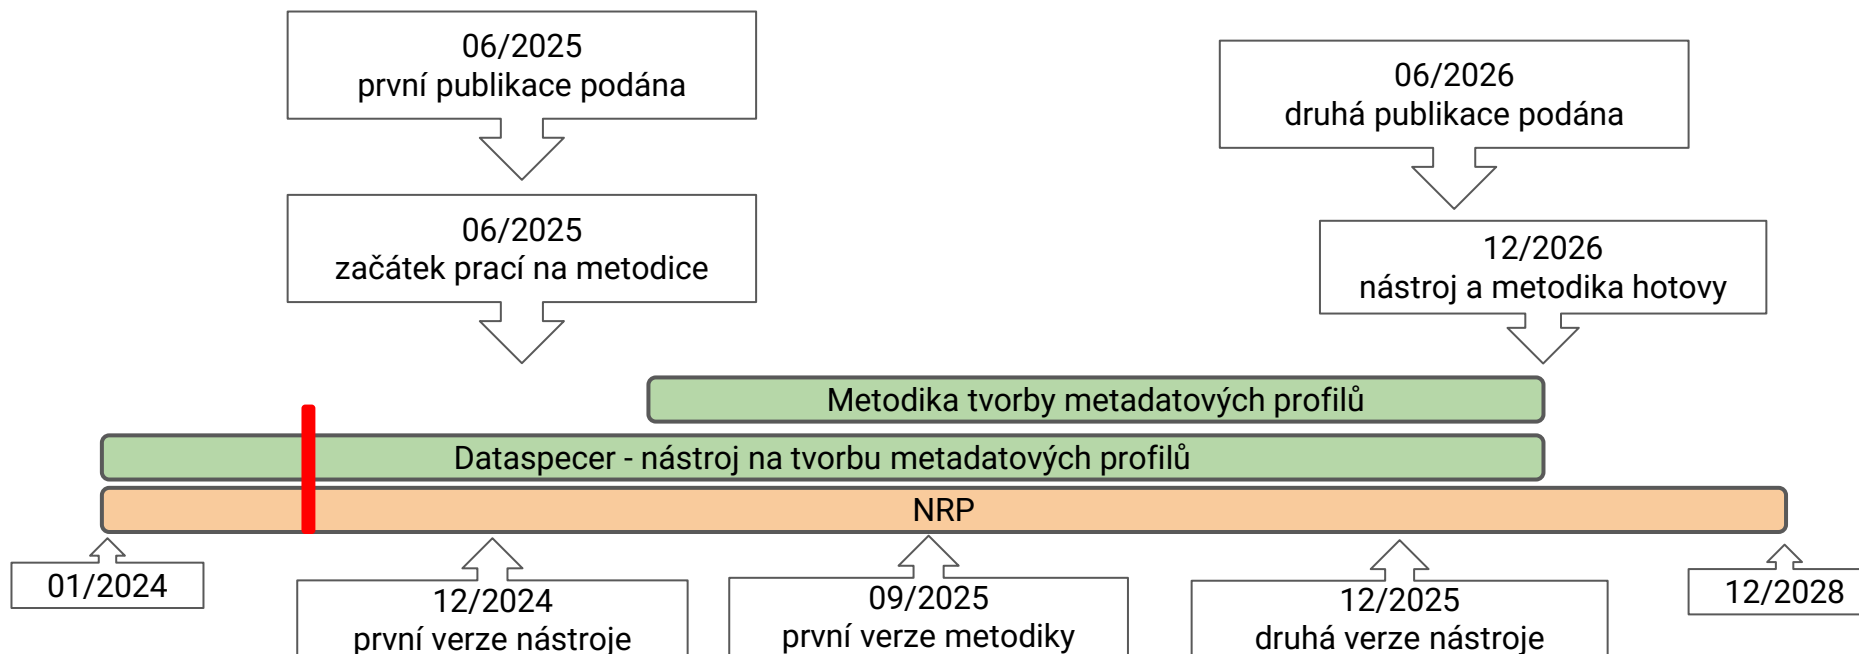 06/2025
první publikace podána
06/2026
druhá publikace podána
06/2025
začátek prací na metodice
12/2026
nástroj a metodika hotovy
Metodika tvorby metadatových profilů
Dataspecer - nástroj na tvorbu metadatových profilů
NRP
01/2024
12/2024
první verze nástroje
09/2025
první verze metodiky
12/2025
druhá verze nástroje
12/2028